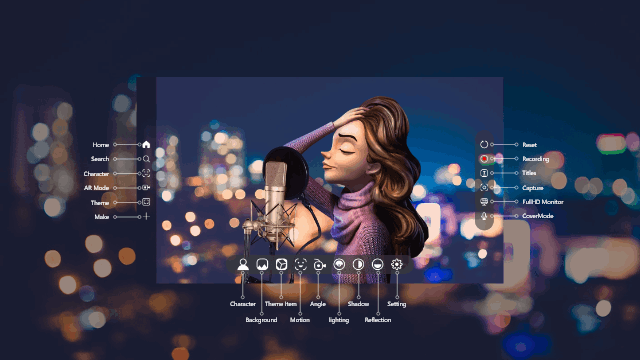 Home
Search
Character
AR Mode
Theme
Make
Reset
Recording
Titles
Capture
FullHD Monitor
CoverMode
Character
Theme Item
Angle
Shadow
Setting
Background
Motion
lighting
Reflection